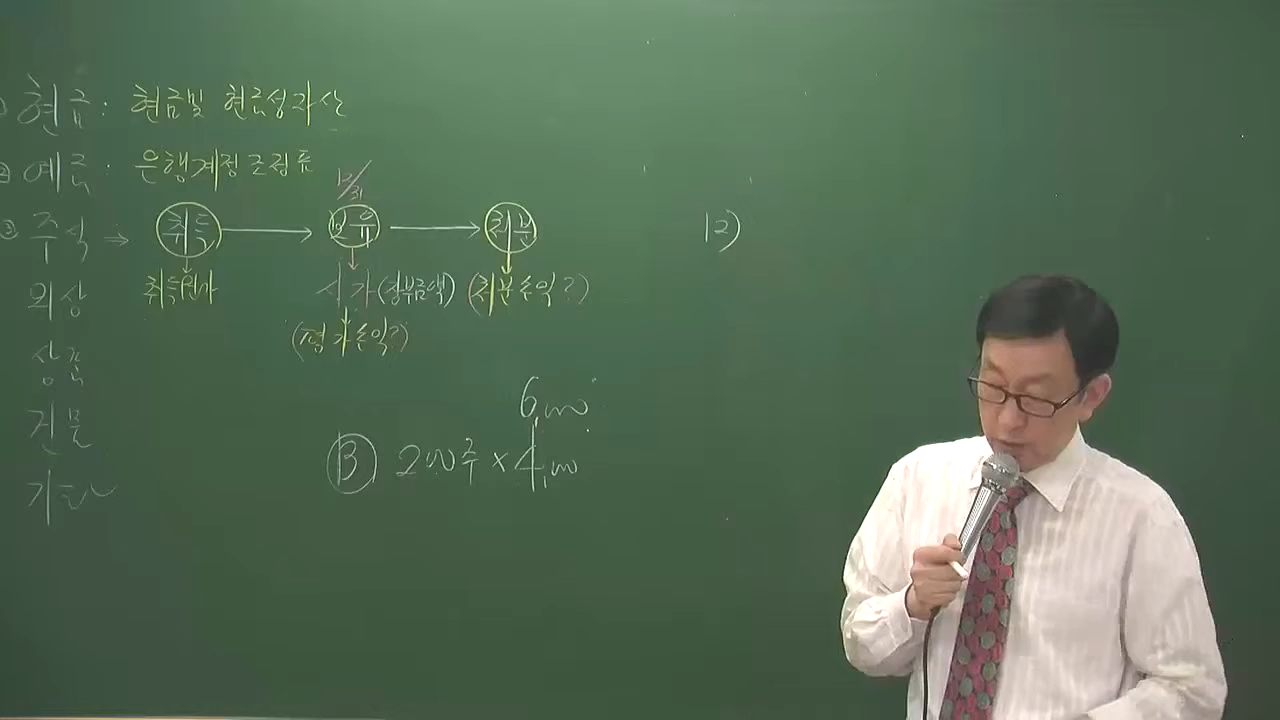 현금 : 현금및 현금성자산
② 예금 : 은행계정조정표
12/31
③ 주식 ⇒ 취득 → 보유 → 처분
취득원가 시가 (장부금액) (처분손익?)
(평가손익?)
외상
상품
건물
기타
6,000
B 200주 × 4,000
12)